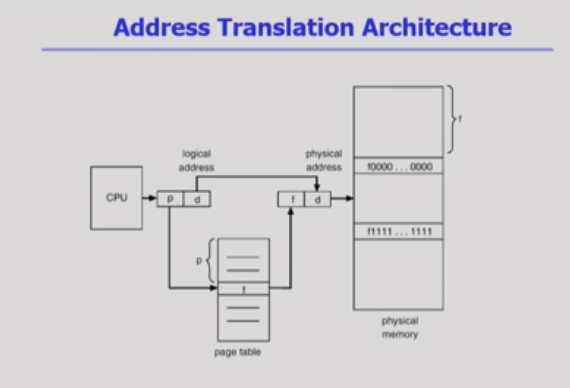 Address Translation Architecture
logical
address
physical
address
f
f0000 ... 0000
CPU
p
d
f
d
f1111 ... 1111
p
f
physical
memory
page table